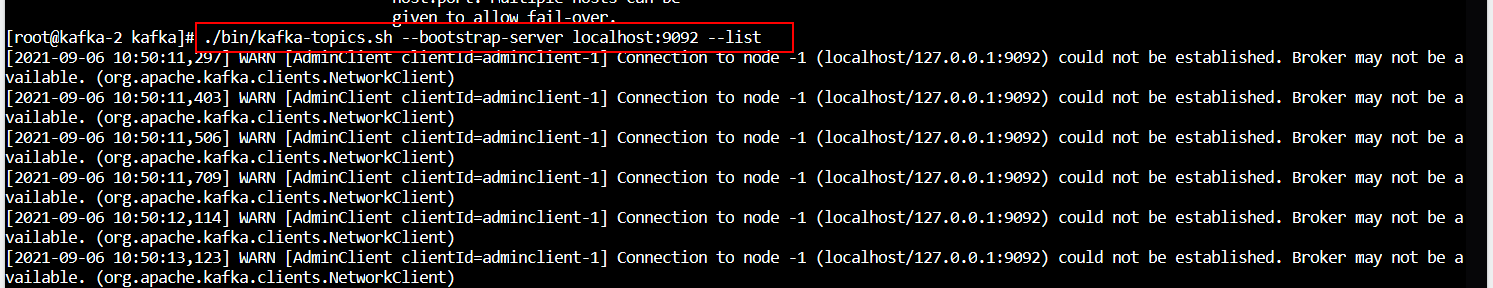 host:port. Multiple hosts can be
given to allow fail-over.
[root@kafka-2 kafka]# ./bin/kafka-topics.sh --bootstrap-server localhost:9092 --list
[2021-09-06 10:50:11,297] WARN [AdminClient clientId=adminclient-1] Connection to node -1 (localhost/127.0.0.1:9092) could not be established. Broker may not be a
vailable. (org.apache.kafka.clients.NetworkClient)
[2021-09-06 10:50:11,403] WARN [AdminClient clientId=adminclient-1] Connection to node -1 (localhost/127.0.0.1:9092) could not be established. Broker may not be a
vailable. (org.apache.kafka.clients.NetworkClient)
[2021-09-06 10:50:11,506] WARN [AdminClient clientId=adminclient-1] Connection to node -1 (localhost/127.0.0.1:9092) could not be established. Broker may not be a
vailable. (org.apache.kafka.clients.NetworkClient)
[2021-09-06 10:50:11,709] WARN [AdminClient clientId=adminclient-1] Connection to node -1 (localhost/127.0.0.1:9092) could not be established. Broker may not be a
vailable. (org.apache.kafka.clients.NetworkClient)
[2021-09-06 10:50:12,114] WARN [AdminClient clientId=adminclient-1] Connection to node -1 (localhost/127.0.0.1:9092) could not be established. Broker may not be a
vailable. (org.apache.kafka.clients.NetworkClient)
[2021-09-06 10:50:13,123] WARN [AdminClient clientId=adminclient-1] Connection to node -1 (localhost/127.0.0.1:9092) could not be established. Broker may not be a
vailable. (org.apache.kafka.clients.NetworkClient)